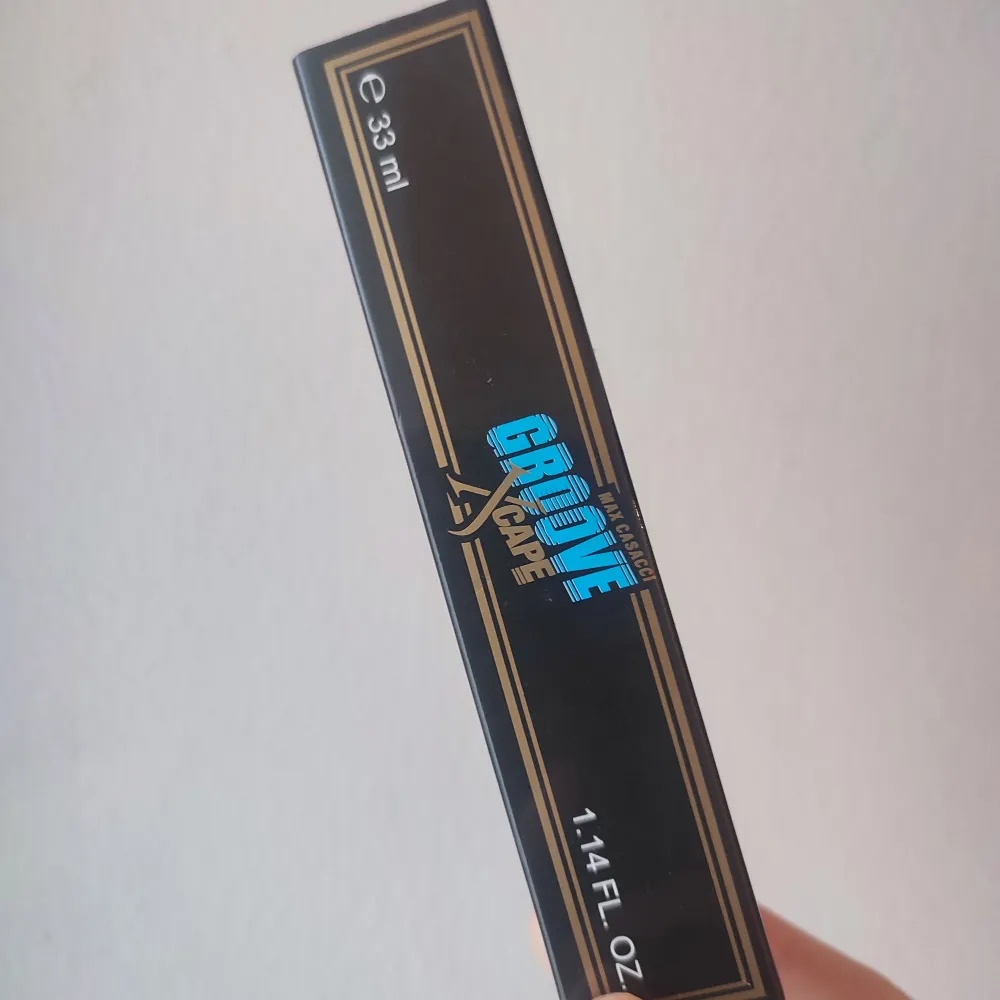 e 33 ml
MAX CASACCI
GROOVE
XCAPE
1.14 FL. OZ.